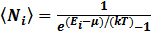 ⟨N_i⟩ = 1 / (e^{(E_i−μ)/(kT)} − 1)